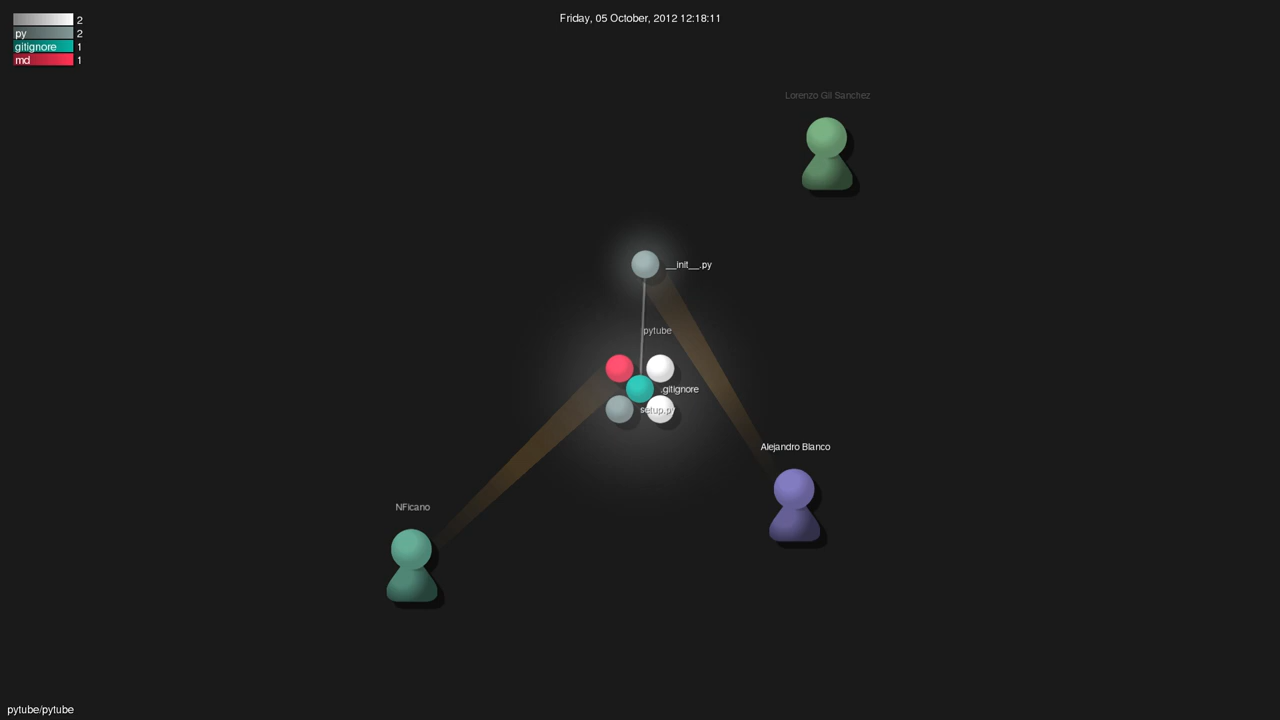 Friday, 05 October, 2012 12:18:11
2
py 2
gitignore 1
md 1
Lorenzo Gil Sanchez
__init__.py
pytube
.gitignore
setup.py
Alejandro Blanco
NFicano
pytube/pytube